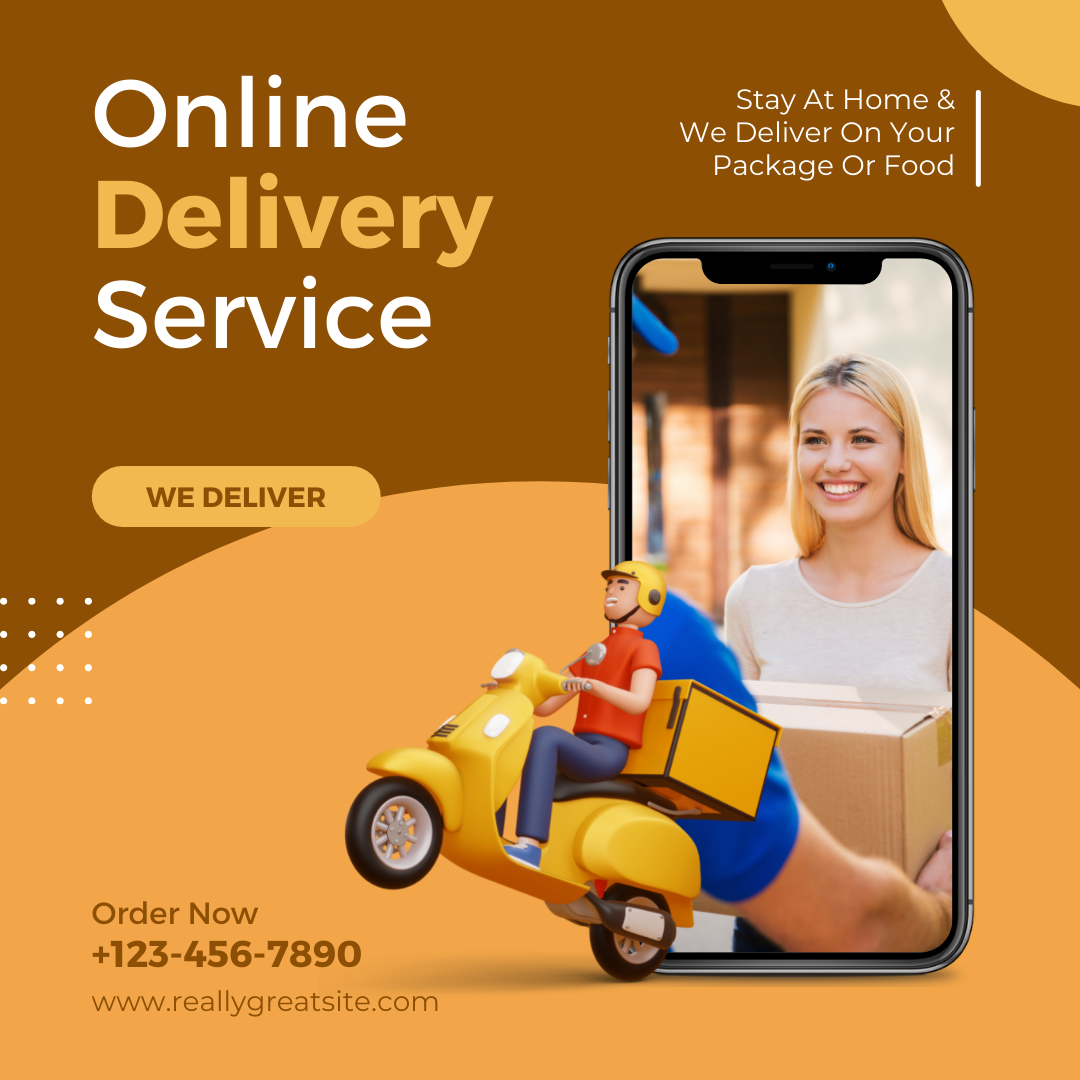 Online
Delivery
Service
Stay At Home &
We Deliver On Your
Package Or Food
WE DELIVER
Order Now
+123-456-7890
www.reallygreatsite.com